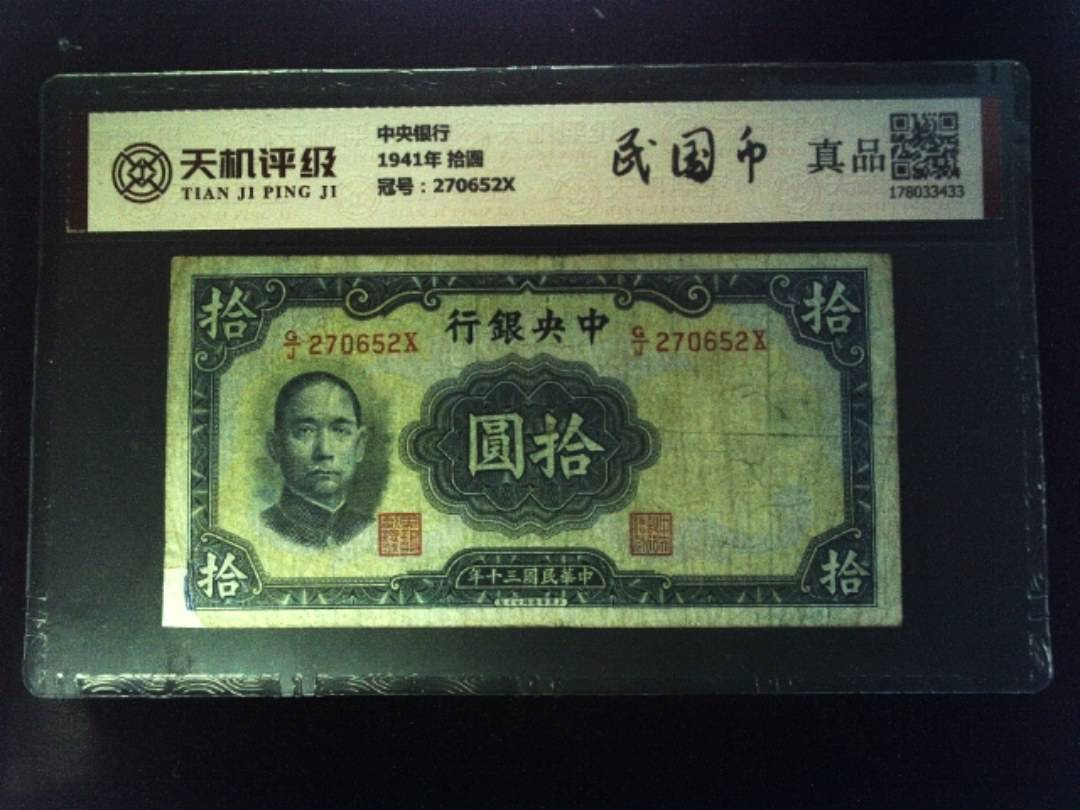 天机评级
TIAN JI PING JI
中央银行
1941年 拾圆
冠号：270652X
民国币
真品
178033433
拾
拾
行銀央中
G/J 270652X
G/J 270652X
圓拾
拾
年十三國民華中
拾